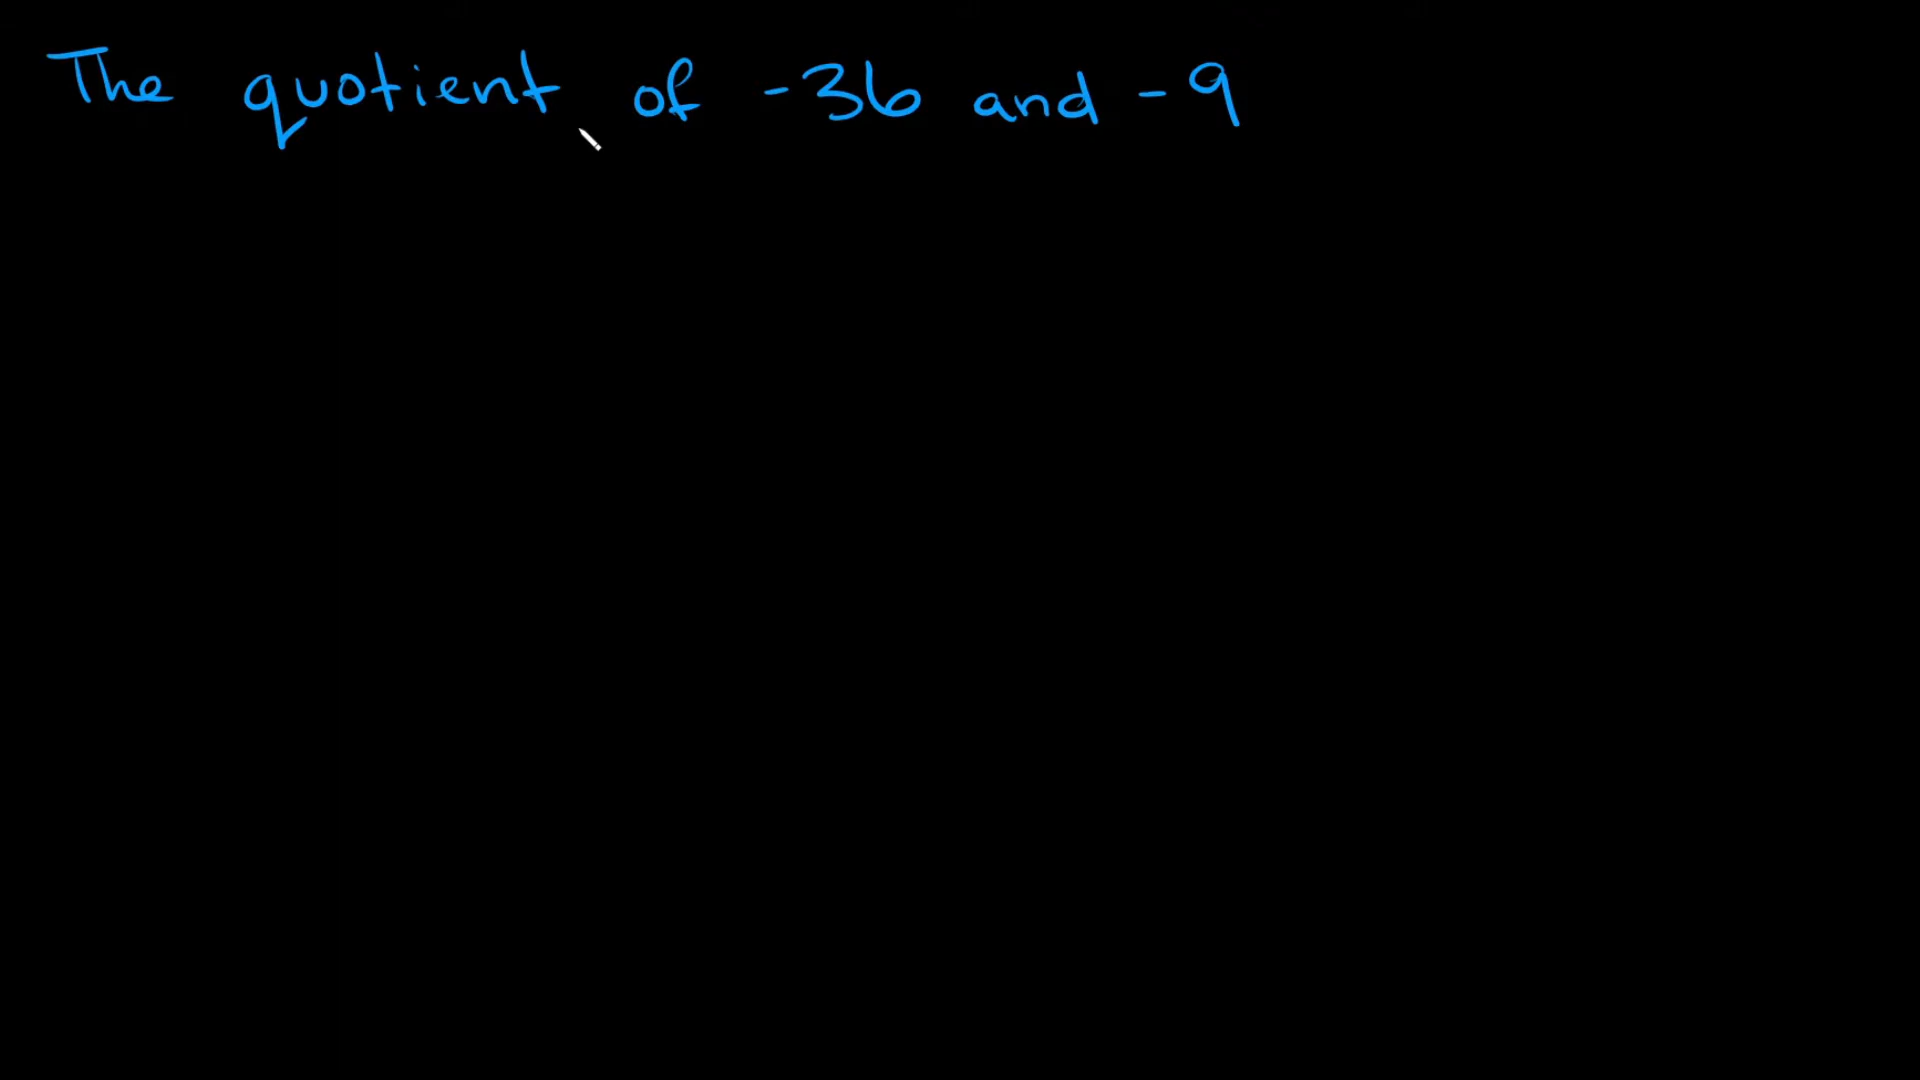 The quotient of -36 and -9